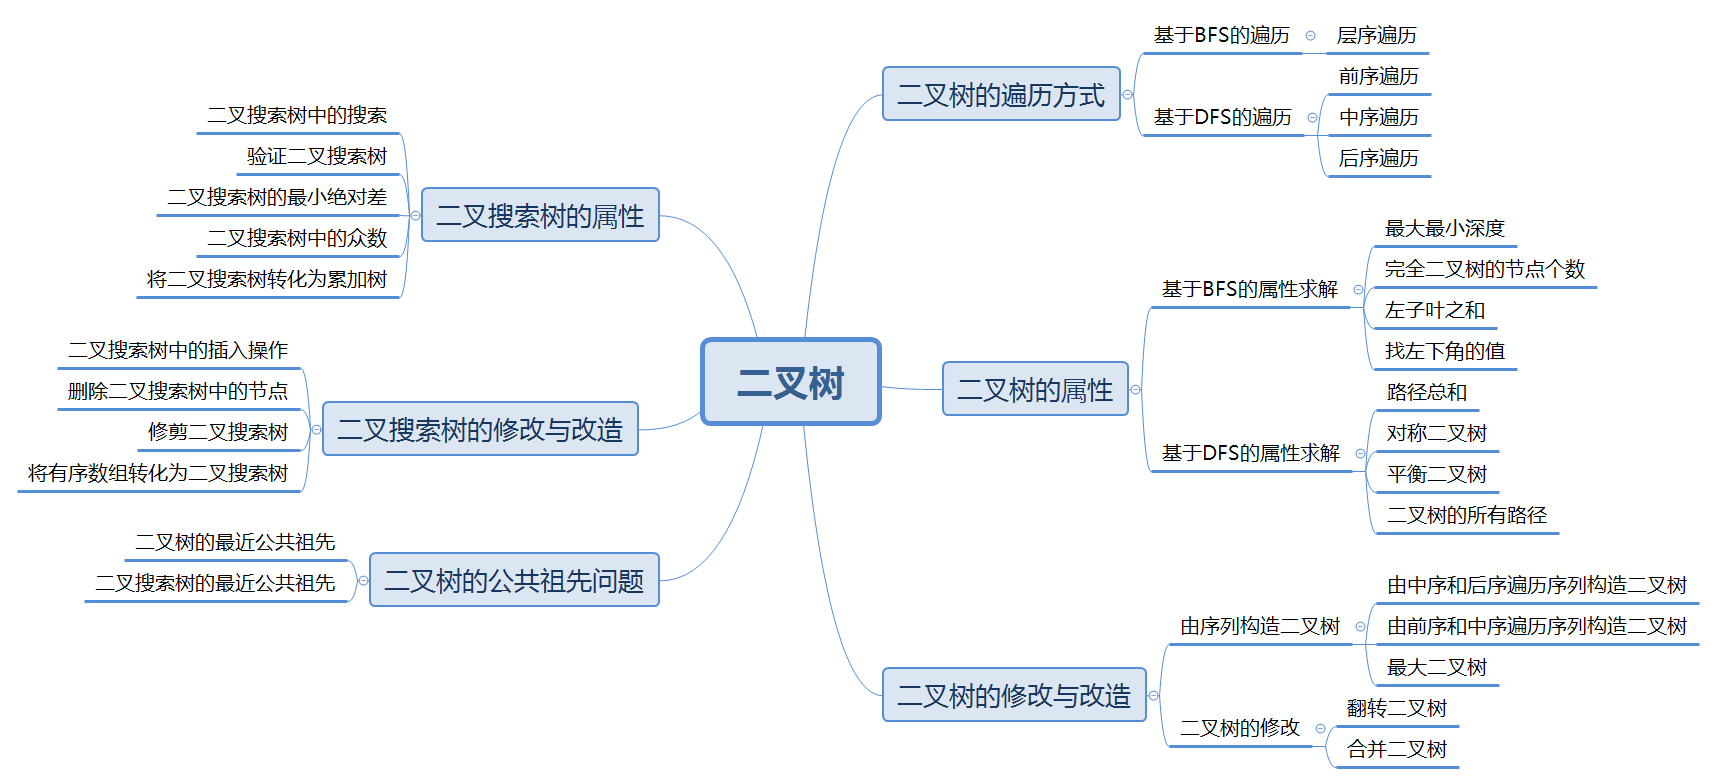 二叉树
二叉树的遍历方式
基于BFS的遍历
层序遍历
基于DFS的遍历
前序遍历
中序遍历
后序遍历
二叉树的属性
基于BFS的属性求解
最大最小深度
完全二叉树的节点个数
左子叶之和
找左下角的值
基于DFS的属性求解
路径总和
对称二叉树
平衡二叉树
二叉树的所有路径
二叉树的修改与改造
由序列构造二叉树
由中序和后序遍历序列构造二叉树
由前序和中序遍历序列构造二叉树
最大二叉树
二叉树的修改
翻转二叉树
合并二叉树
二叉搜索树的属性
二叉搜索树中的搜索
验证二叉搜索树
二叉搜索树的最小绝对差
二叉搜索树中的众数
将二叉搜索树转化为累加树
二叉搜索树的修改与改造
二叉搜索树中的插入操作
删除二叉搜索树中的节点
修剪二叉搜索树
将有序数组转化为二叉搜索树
二叉树的公共祖先问题
二叉树的最近公共祖先
二叉搜索树的最近公共祖先